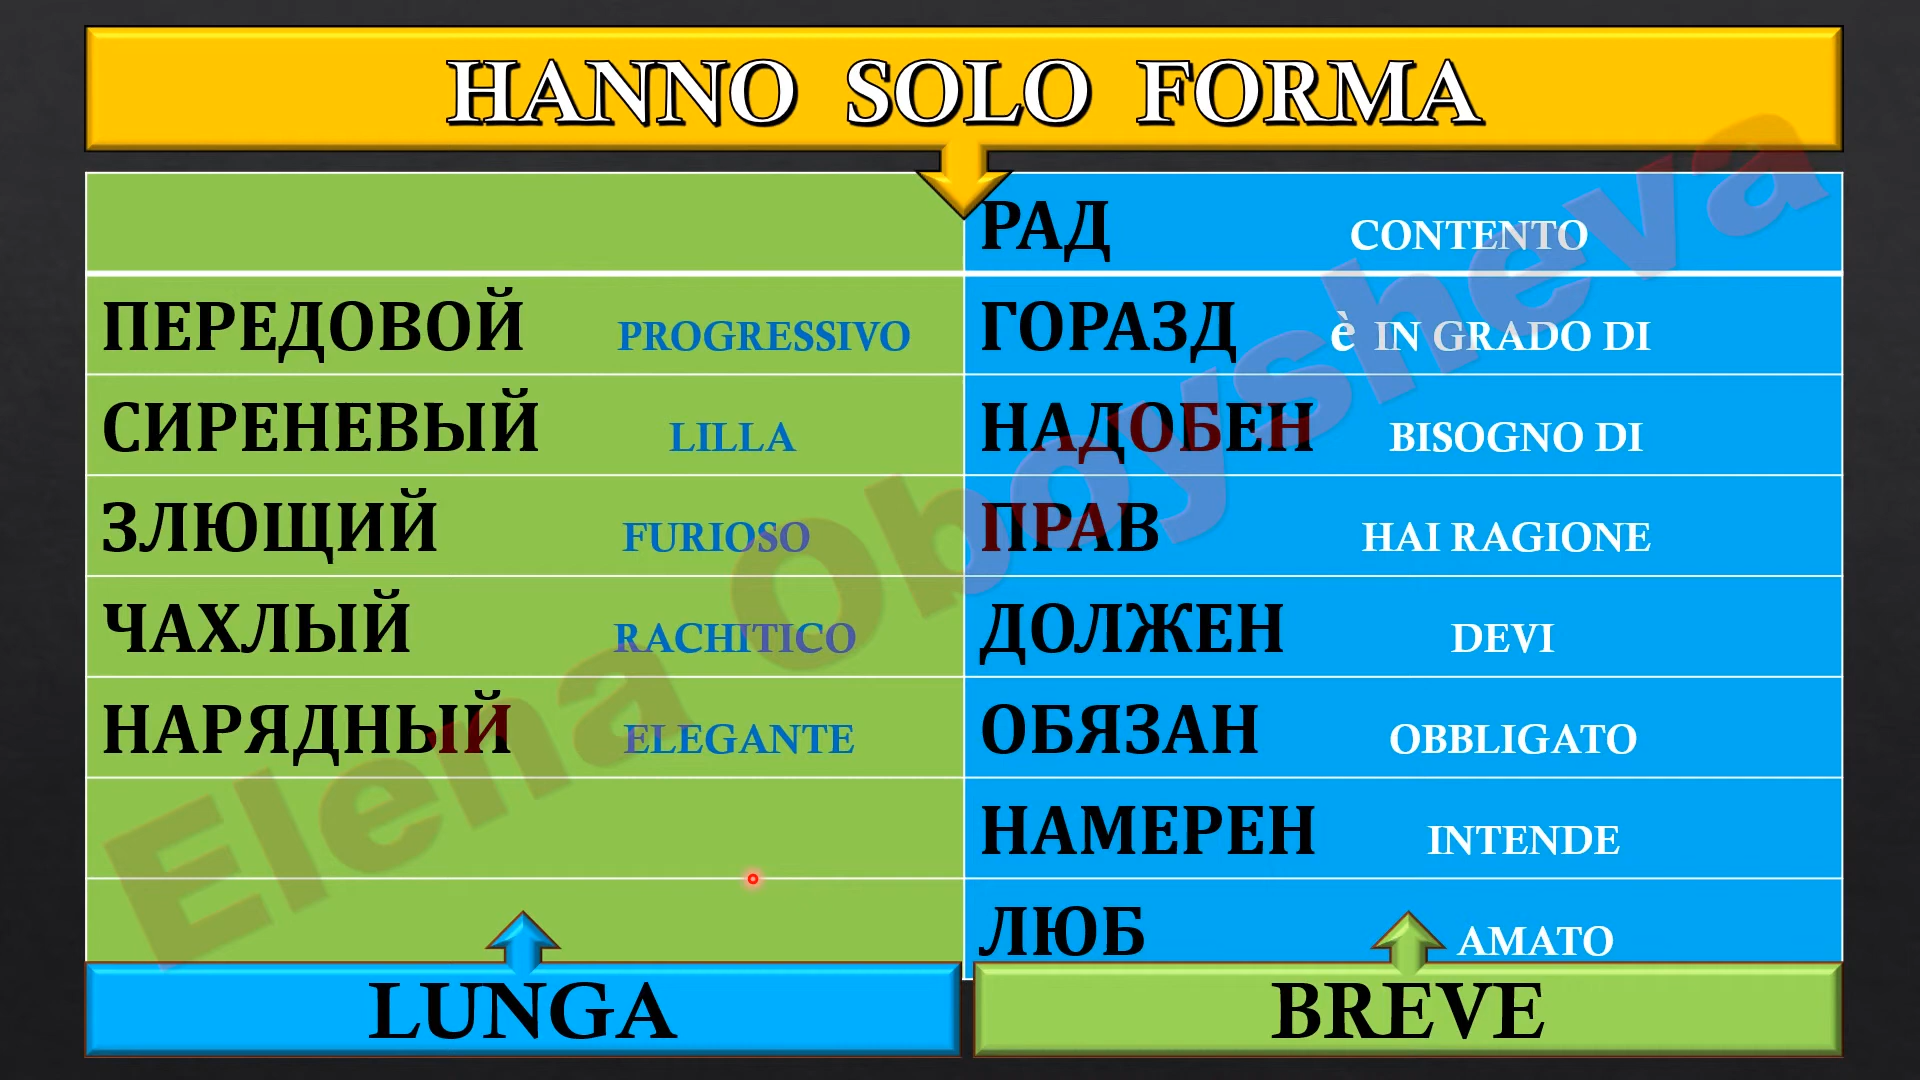 HANNO SOLO FORMA
РАД CONTENTO
ПЕРЕДОВОЙ PROGRESSIVO ГОРАЗД è IN GRADO DI
СИРЕНЕВЫЙ LILLA НАДОБЕН BISOGNO DI
ЗЛЮЩИЙ FURIOSO ПРАВ HAI RAGIONE
ЧАХЛЫЙ RACHITICO ДОЛЖЕН DEVI
НАРЯДНЫЙ ELEGANTE ОБЯЗАН OBBLIGATO
НАМЕРЕН INTENDE
ЛЮБ AMATO
LUNGA BREVE
Elena Oboysheva